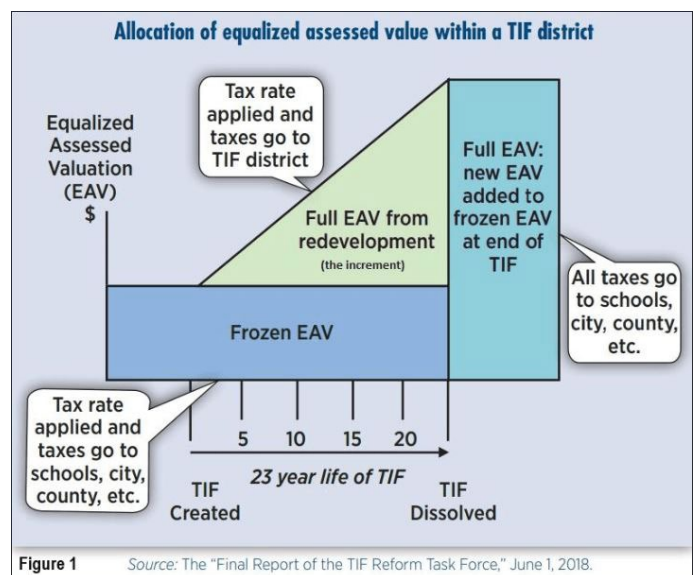 Allocation of equalized assessed value within a TIF district
Equalized
Assessed
Valuation
(EAV)
$
Tax rate
applied and
taxes go to
TIF district
Full EAV from
redevelopment
(the increment)
Full EAV:
new EAV
added to
frozen EAV
at end of
TIF
All taxes go
to schools,
city, county,
etc.
Frozen EAV
Tax rate
applied and
taxes go to
schools, city,
county, etc.
5 10 15 20
23 year life of TIF
TIF
Created
TIF
Dissolved
Figure 1 Source: The “Final Report of the TIF Reform Task Force,” June 1, 2018.